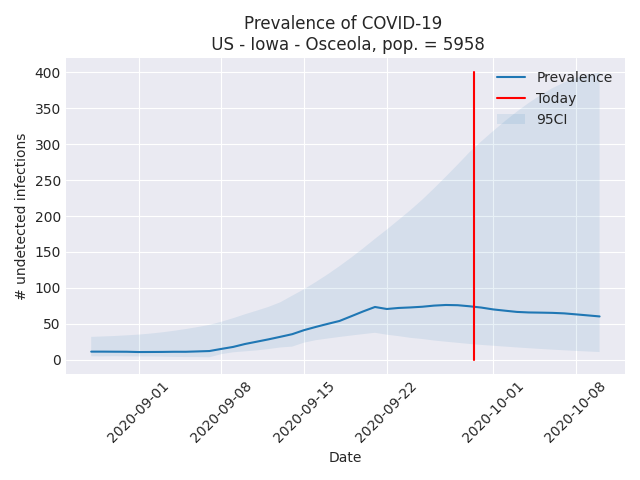 Prevalence of COVID-19
US - Iowa - Osceola, pop. = 5958
400
350
300
250
200
150
100
50
0
# undetected infections
Prevalence
Today
95CI
2020-09-01
2020-09-08
2020-09-15
2020-09-22
2020-10-01
2020-10-08
Date